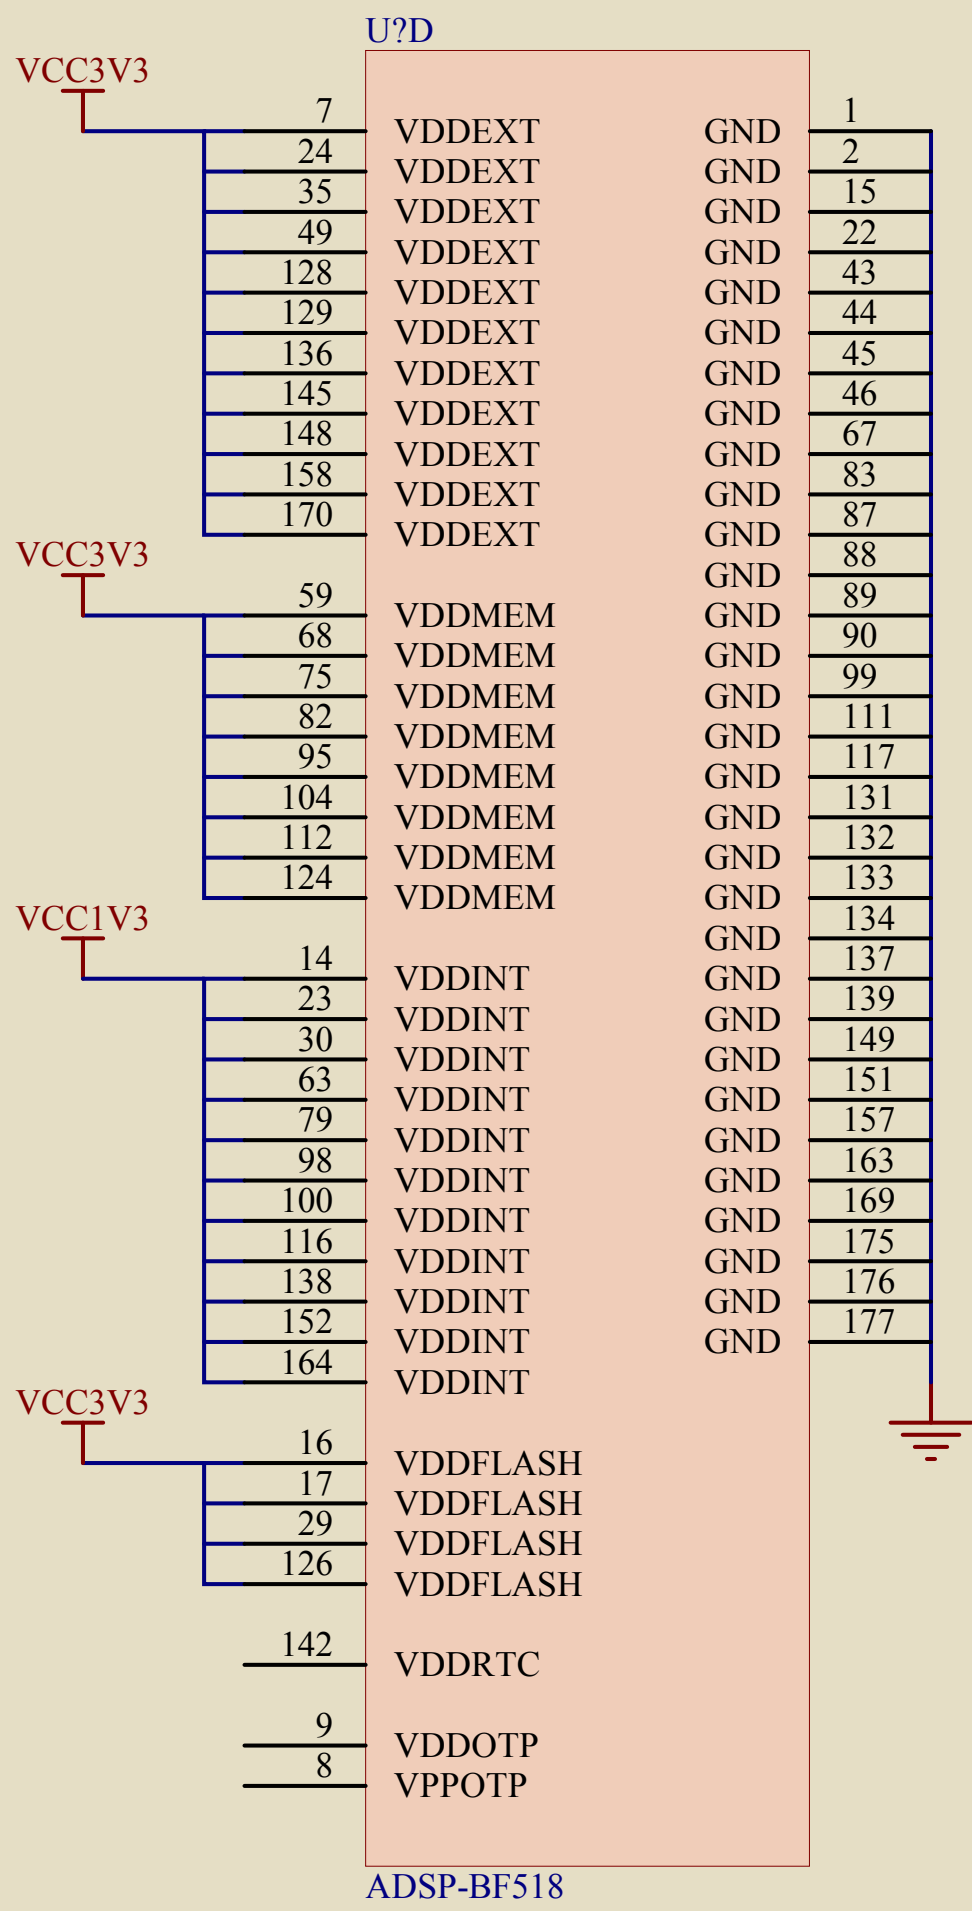 U?D
VCC3V3
7 VDDEXT GND 1
24 VDDEXT GND 2
35 VDDEXT GND 15
49 VDDEXT GND 22
128 VDDEXT GND 43
129 VDDEXT GND 44
136 VDDEXT GND 45
145 VDDEXT GND 46
148 VDDEXT GND 67
158 VDDEXT GND 83
170 VDDEXT GND 87
VCC3V3 GND 88
59 VDDMEM GND 89
68 VDDMEM GND 90
75 VDDMEM GND 99
82 VDDMEM GND 111
95 VDDMEM GND 117
104 VDDMEM GND 131
112 VDDMEM GND 132
124 VDDMEM GND 133
VCC1V3 GND 134
14 VDDINT GND 137
23 VDDINT GND 139
30 VDDINT GND 149
63 VDDINT GND 151
79 VDDINT GND 157
98 VDDINT GND 163
100 VDDINT GND 169
116 VDDINT GND 175
138 VDDINT GND 176
152 VDDINT GND 177
164 VDDINT
VCC3V3
16 VDDFLASH
17 VDDFLASH
29 VDDFLASH
126 VDDFLASH
142 VDDRTC
9 VDDOTP
8 VPPOTP
ADSP-BF518